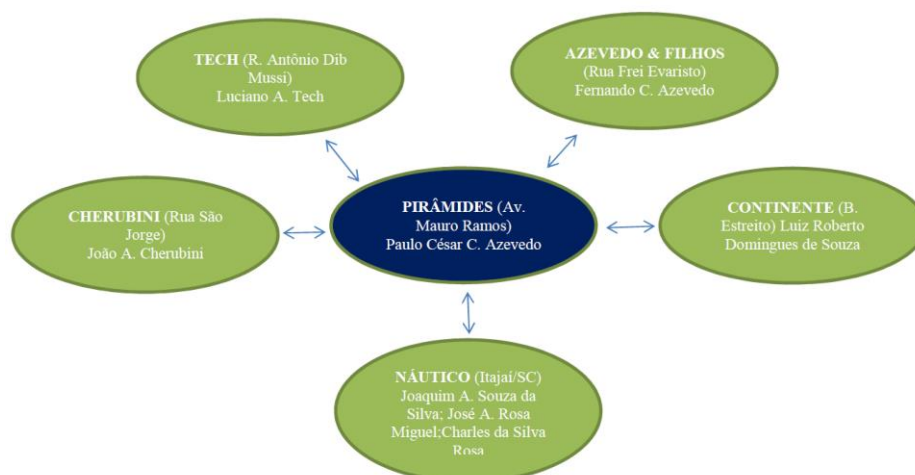 TECH (R. Antônio Dib
Mussi)
Luciano A. Tech
AZEVEDO & FILHOS
(Rua Frei Evaristo)
Fernando C. Azevedo
CHERUBINI (Rua São
Jorge)
João A. Cherubini
PIRÂMIDES (Av.
Mauro Ramos)
Paulo César C. Azevedo
CONTINENTE (B.
Estreito) Luiz Roberto
Domingues de Souza
NÁUTICO (Itajaí/SC)
Joaquim A. Souza da
Silva; José A. Rosa
Miguel;Charles da Silva
Rosa